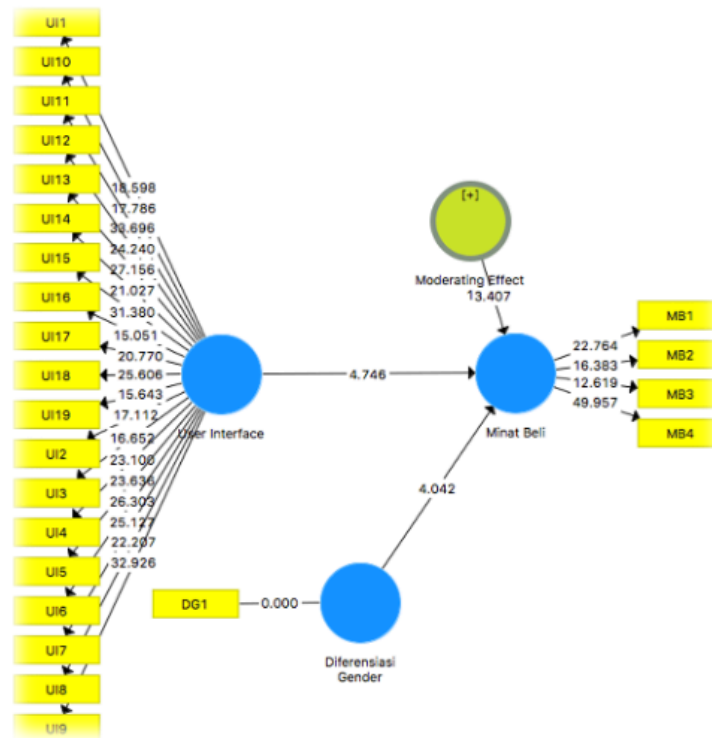 UI1
UI10
UI11
UI12
UI13
UI14
UI15
UI16
UI17
UI18
UI19
UI2
UI3
UI4
UI5
UI6
UI7
UI8
UI9
18.598
17.786
33.696
24.240
27.156
21.027
31.380
15.051
20.770
25.606
15.643
17.112
16.652
23.100
23.636
26.303
25.127
22.207
32.926
User Interface
4.746
[+]
Moderating Effect
13.407
Minat Beli
22.764
16.383
12.619
49.957
MB1
MB2
MB3
MB4
4.042
DG1
0.000
Diferensiasi
Gender